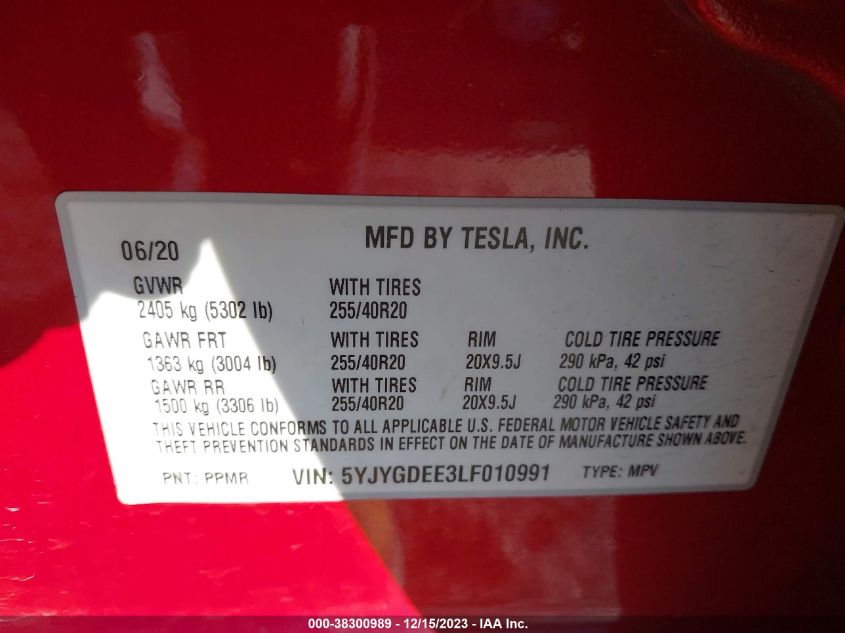 06/20 MFD BY TESLA, INC.
GVWR WITH TIRES
2405 kg (5302 lb) 255/40R20
GAWR FRT WITH TIRES RIM COLD TIRE PRESSURE
1363 kg (3004 lb) 255/40R20 20X9.5J 290 kPa, 42 psi
GAWR RR WITH TIRES RIM COLD TIRE PRESSURE
1500 kg (3306 lb) 255/40R20 20X9.5J 290 kPa, 42 psi
THIS VEHICLE CONFORMS TO ALL APPLICABLE U.S. FEDERAL MOTOR VEHICLE SAFETY AND
THEFT PREVENTION STANDARDS IN EFFECT ON THE DATE OF MANUFACTURE SHOWN ABOVE.
PNT: PPMR VIN: 5YJYGDEE3LF010991 TYPE: MPV
000-38300989 - 12/15/2023 - IAA Inc.